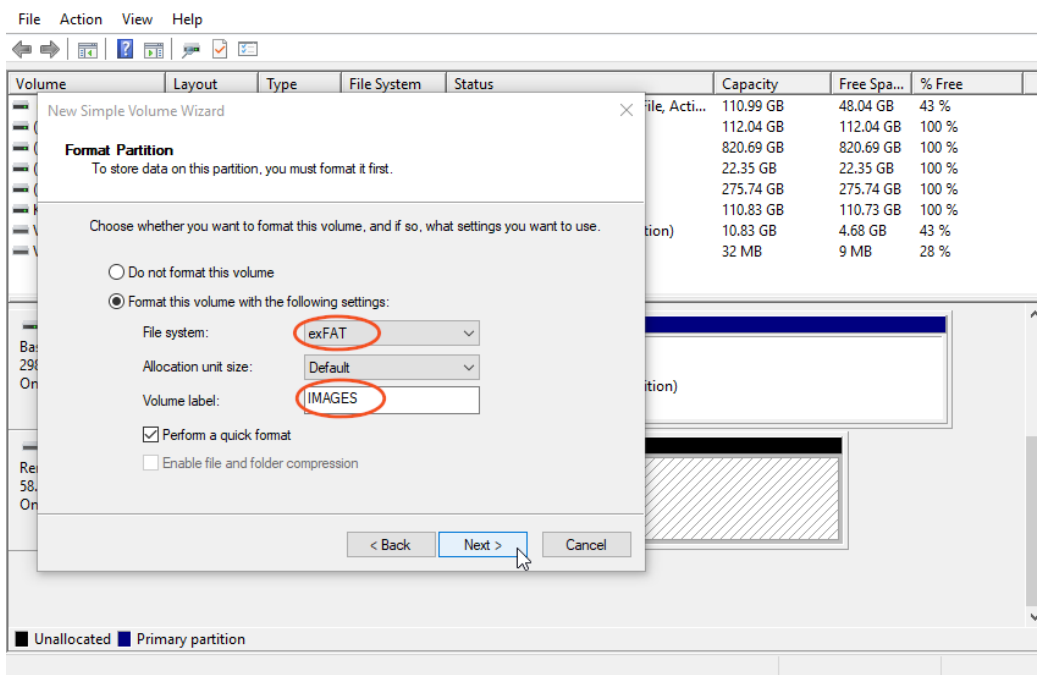 File Action View Help
Volume Layout Type File System Status Capacity Free Spa... % Free
New Simple Volume Wizard
File, Acti... 110.99 GB 48.04 GB 43 %
112.04 GB 112.04 GB 100 %
Format Partition
820.69 GB 820.69 GB 100 %
To store data on this partition, you must format it first.
22.35 GB 22.35 GB 100 %
275.74 GB 275.74 GB 100 %
110.83 GB 110.73 GB 100 %
Choose whether you want to format this volume, and if so, what settings you want to use.
tion) 10.83 GB 4.68 GB 43 %
32 MB 9 MB 28 %
Do not format this volume
Format this volume with the following settings:
File system: exFAT
Allocation unit size: Default
Volume label: IMAGES
Perform a quick format
Enable file and folder compression
Bas
298
On
ition)
Re
58.
On
< Back Next > Cancel
Unallocated Primary partition